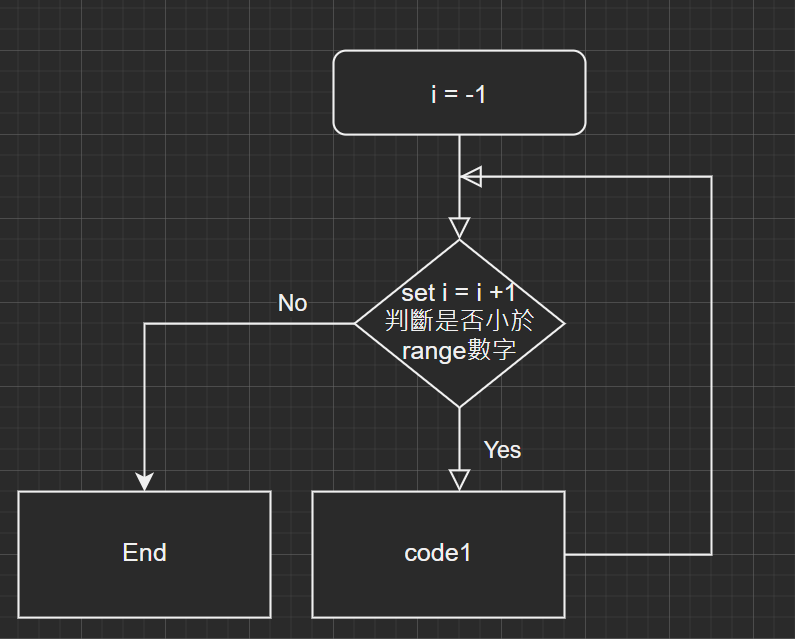 i = -1
set i = i +1
判斷是否小於
range數字
No
Yes
End
code1